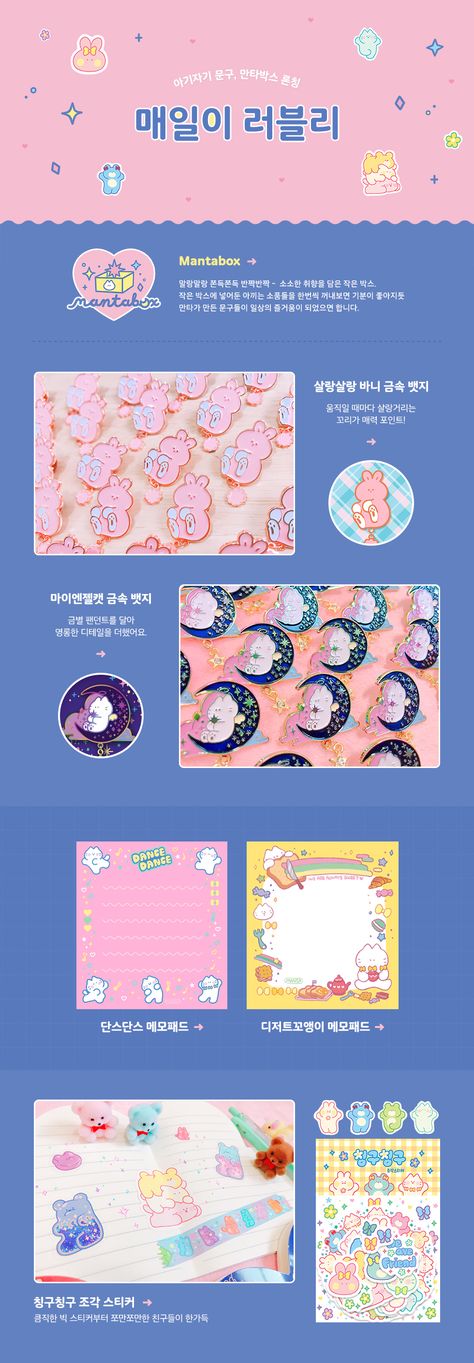 아기자기 문구, 만타박스 론칭
매일이 러블리
mantabox
Mantabox →
말랑말랑 쫀득쫀득 반짝반짝 - 소소한 취향을 담은 작은 박스.
작은 박스에 넣어둔 아끼는 소품들을 한번씩 꺼내보면 기분이 좋아지듯
만타가 만든 문구들이 일상의 즐거움이 되었으면 합니다.
살랑살랑 바니 금속 뱃지
움직일 때마다 살랑거리는
꼬리가 매력 포인트!
→
마이엔젤캣 금속 뱃지
금별 팬던트를 달아
영롱한 디테일을 더했어요.
→
DANCE
DANCE
단스단스 메모패드 →
디저트꼬앵이 메모패드 →
칭구칭구
We are
Friend
칭구칭구 조각 스티커 →
큼직한 빅 스티커부터 쪼만쪼만한 친구들이 한가득